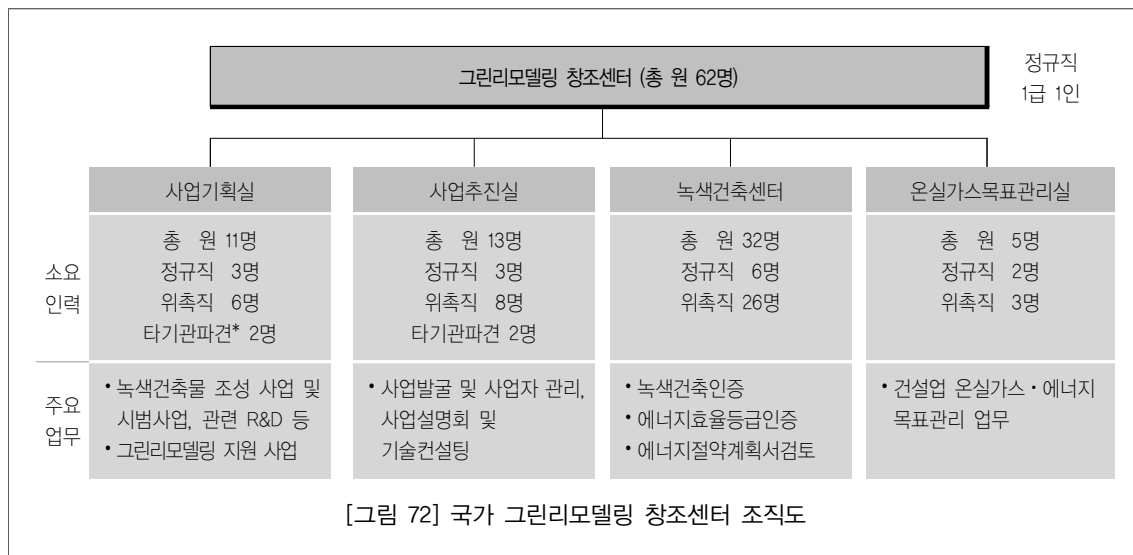 그린리모델링 창조센터 (총 원 62명)
정규직
1급 1인
사업기획실
사업추진실
녹색건축센터
온실가스목표관리실
소요
인력
총 원 11명
정규직 3명
위촉직 6명
타기관파견* 2명
총 원 13명
정규직 3명
위촉직 8명
타기관파견 2명
총 원 32명
정규직 6명
위촉직 26명
총 원 5명
정규직 2명
위촉직 3명
주요
업무
• 녹색건축물 조성 사업 및
시범사업, 관련 R&D 등
• 그린리모델링 지원 사업
• 사업발굴 및 사업자 관리,
사업설명회 및
기술컨설팅
• 녹색건축인증
• 에너지효율등급인증
• 에너지절약계획서검토
• 건설업 온실가스·에너지
목표관리 업무
[그림 72] 국가 그린리모델링 창조센터 조직도